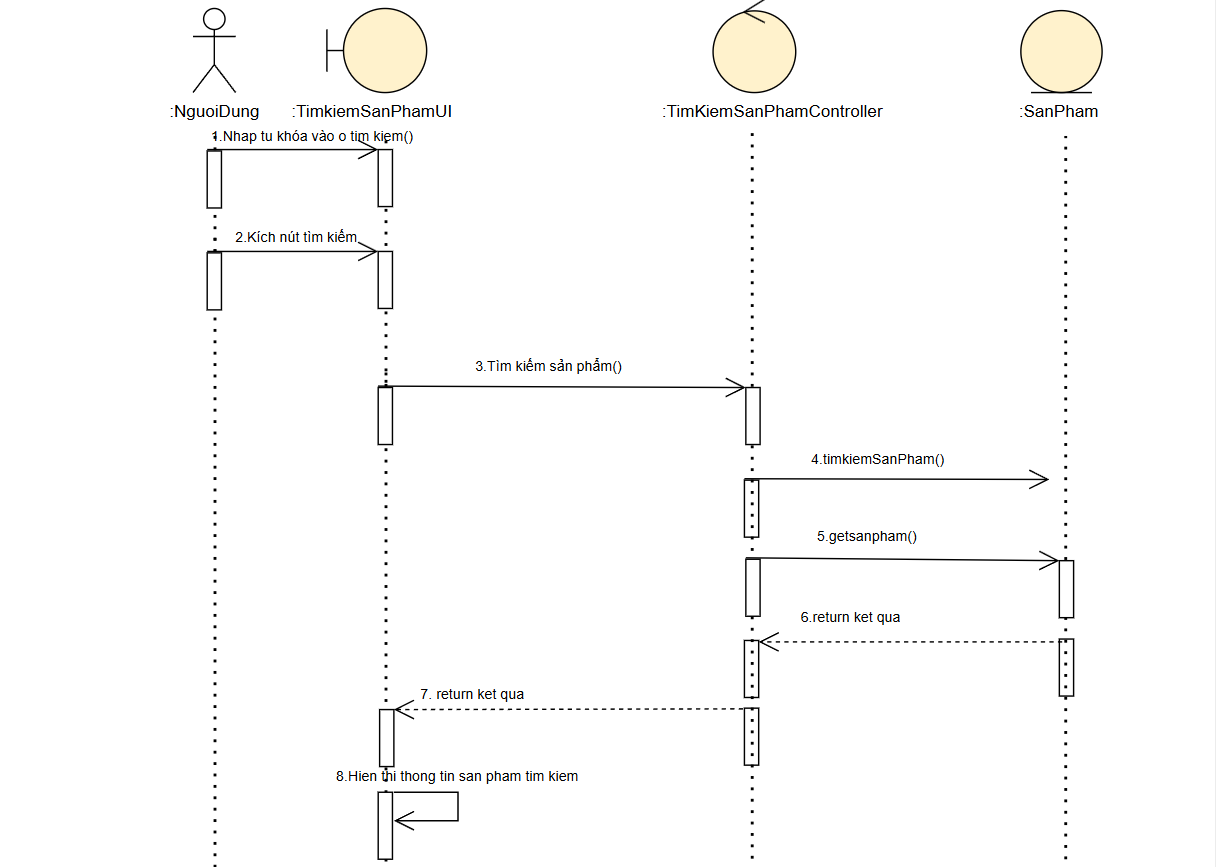 :NguoiDung
:TimkiemSanPhamUI
:TimKiemSanPhamController
:SanPham
1.Nhap tu khóa vào o tim kiem()
2.Kích nút tìm kiếm
3.Tìm kiếm sản phẩm()
4.timkiemSanPham()
5.getsanpham()
6.return ket qua
7. return ket qua
8.Hien thi thong tin san pham tim kiem